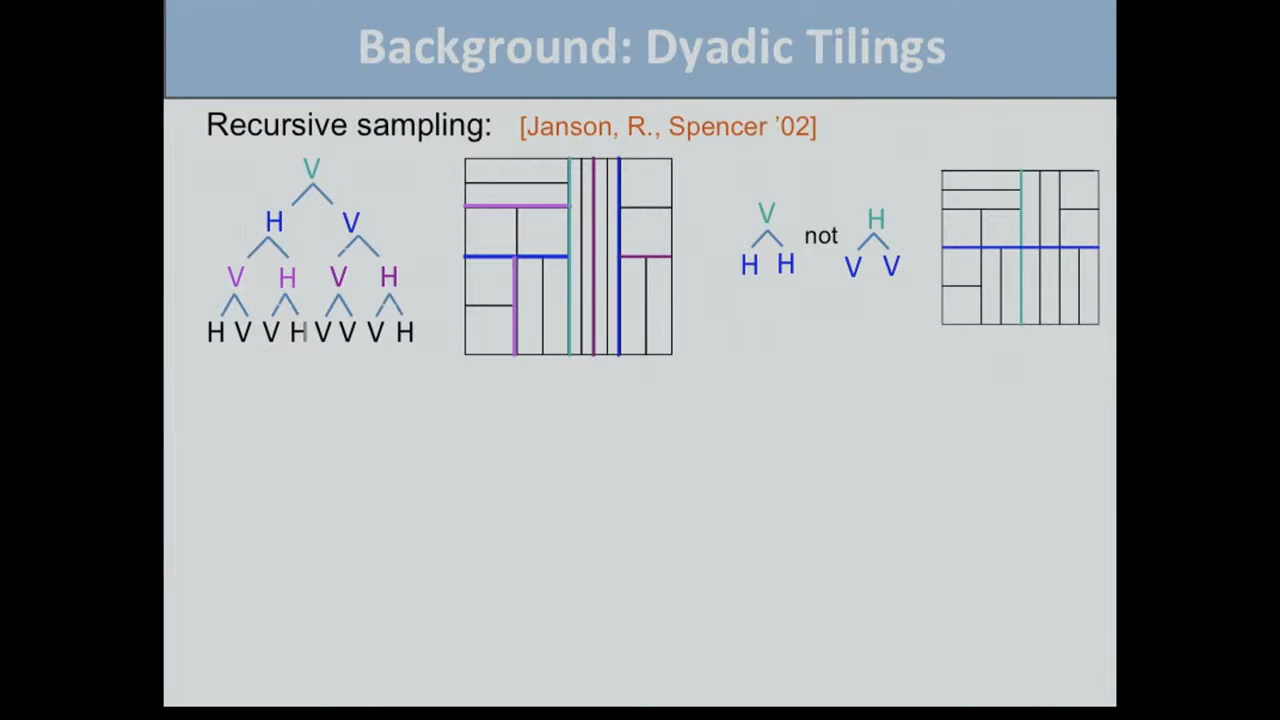 Background: Dyadic Tilings
Recursive sampling: [Janson, R., Spencer ’02]
V
H V
V H V H
H V V H V V V H
V
H H
not
H
V V